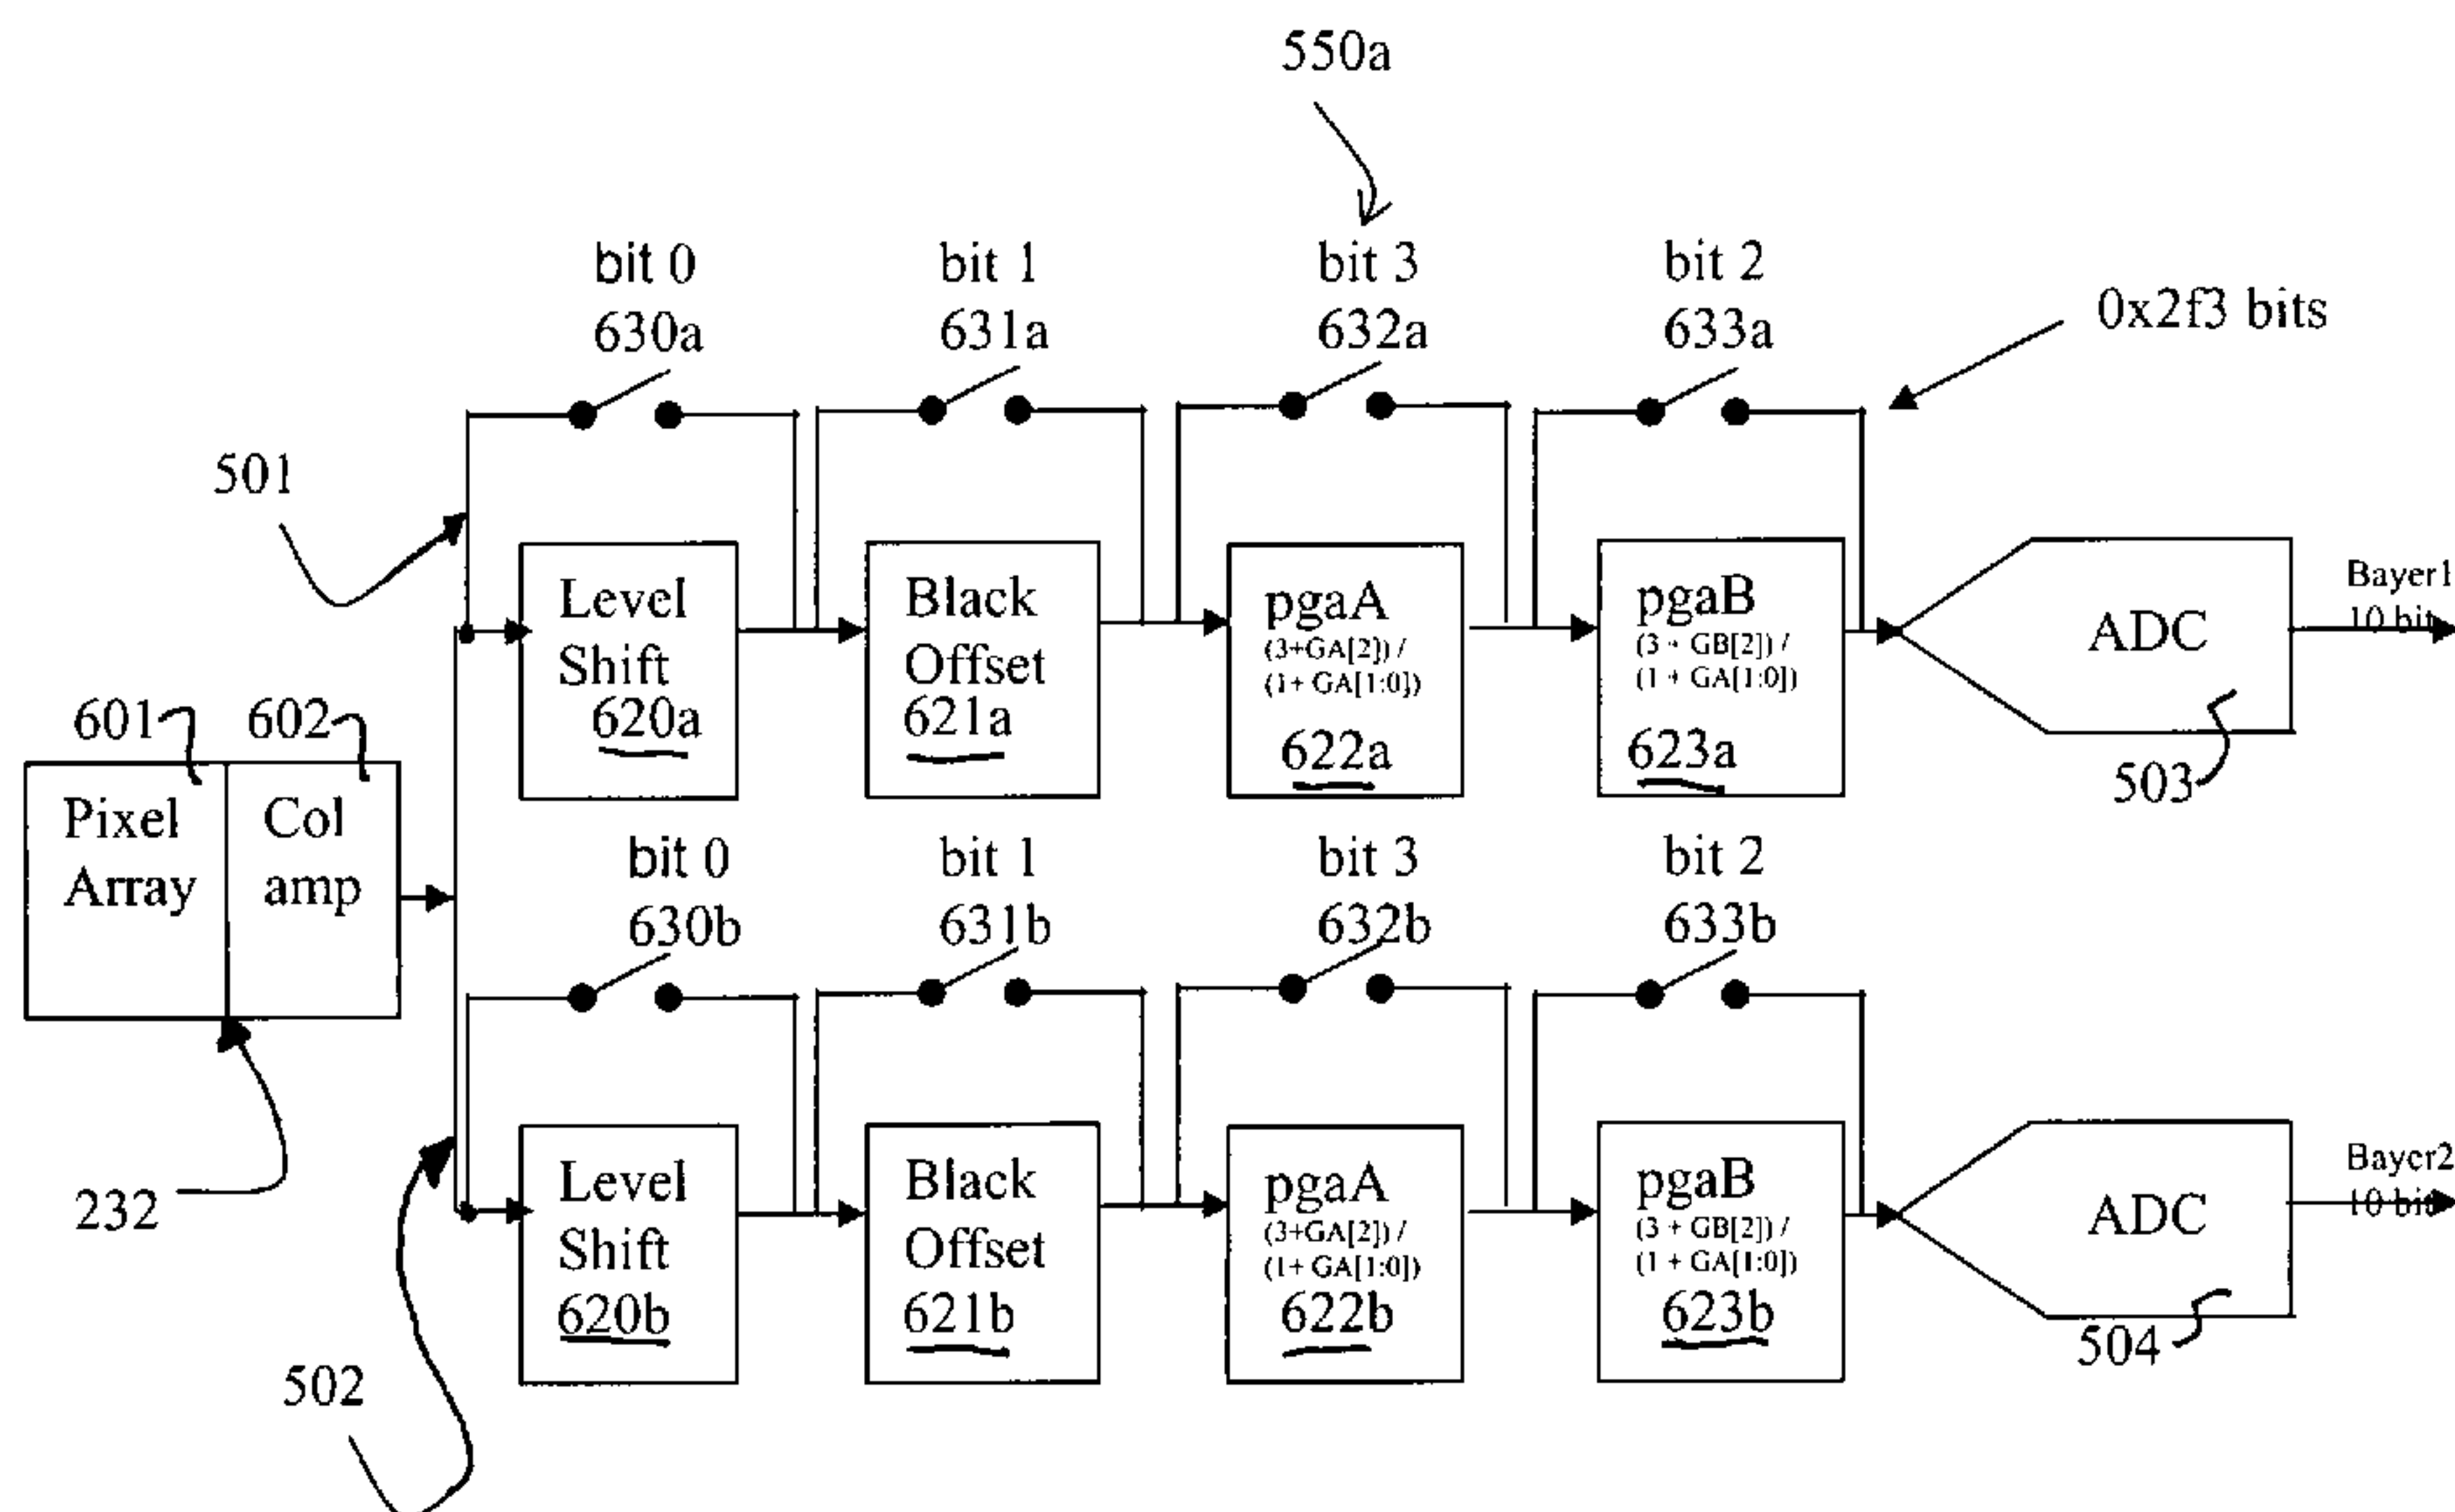 550a
bit 0
bit 1
bit 3
bit 2
630a
631a
632a
633a
0x2f3 bits
501
Level
Shift
620a
Black
Offset
621a
pgaA
(3+GA[2]) /
(1+ GA[1:0])
622a
pgaB
(3 + GB[2]) /
(1 + GA[1:0])
623a
ADC
503
Bayer1
10 bit
601
602
Pixel
Array
Col
amp
232
bit 0
bit 1
bit 3
bit 2
630b
631b
632b
633b
502
Level
Shift
620b
Black
Offset
621b
pgaA
(3+GA[2]) /
(1+ GA[1:0])
622b
pgaB
(3 + GB[2]) /
(1 + GA[1:0])
623b
ADC
504
Bayer2
10 bit